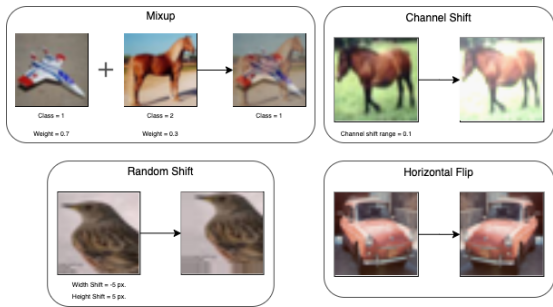 Mixup
Class = 1
Class = 2
Class = 1
Weight = 0.7
Weight = 0.3
Channel Shift
Channel shift range = 0.1
Random Shift
Width Shift = -5 px.
Height Shift = 5 px.
Horizontal Flip